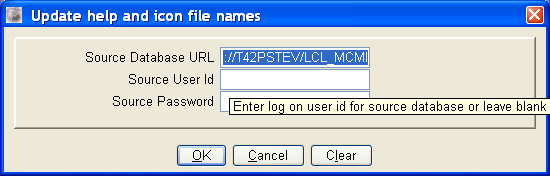 Update help and icon file names
Source Database URL ://T42PSTEV/LCL_MCMI
Source User Id
Source Password
Enter log on user id for source database or leave blank
OK Cancel Clear